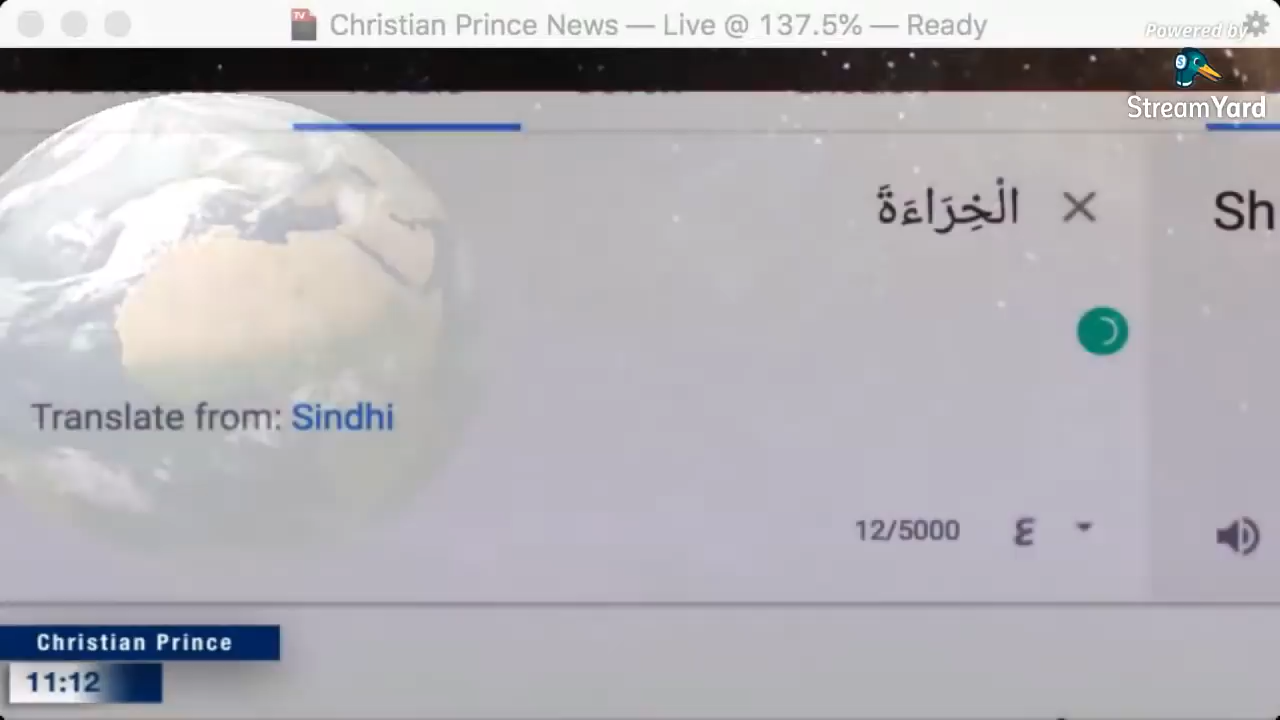 Christian Prince News — Live @ 137.5% — Ready
Powered by
StreamYard
الْخِرَاءَةَ
Sh
Translate from: Sindhi
12/5000
ع
Christian Prince
11:12